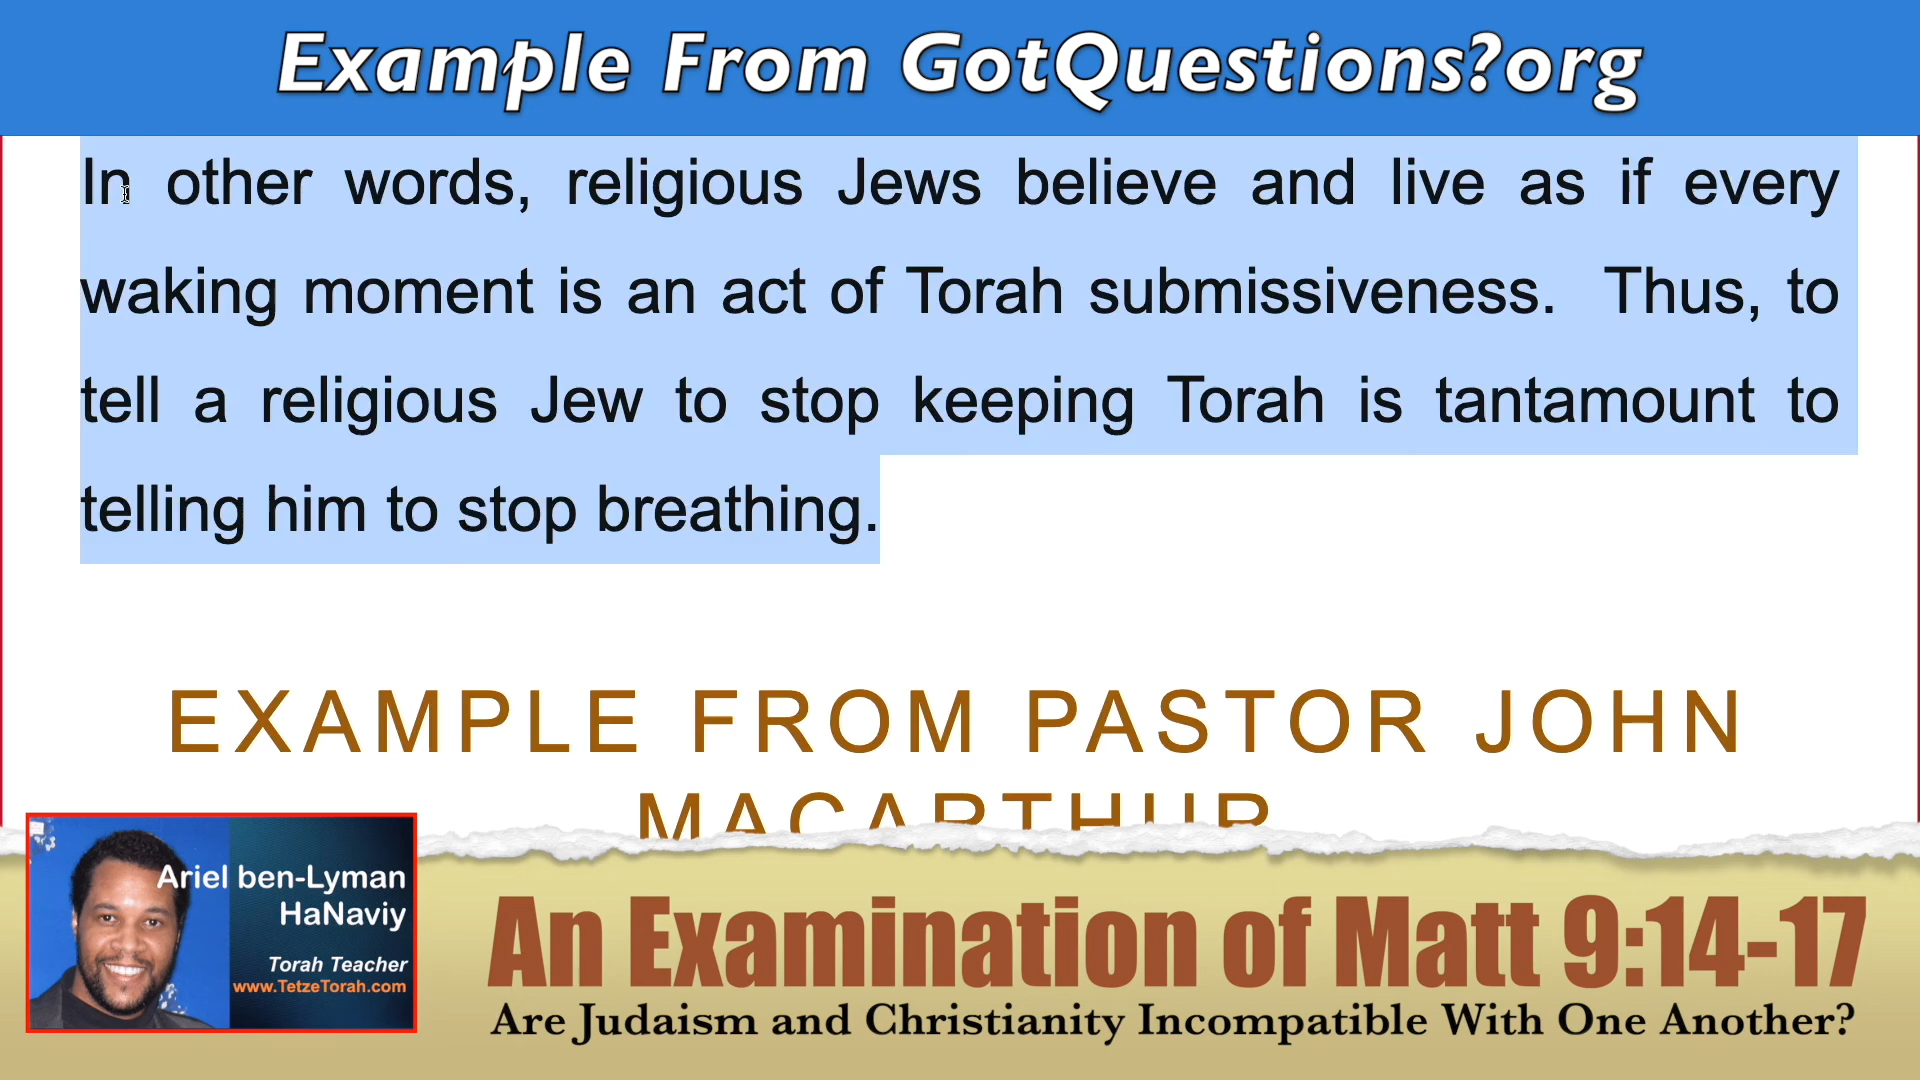 Example From GotQuestions?org
In other words, religious Jews believe and live as if every
waking moment is an act of Torah submissiveness.  Thus, to
tell a religious Jew to stop keeping Torah is tantamount to
telling him to stop breathing.
EXAMPLE FROM PASTOR JOHN
MACARTHUR
Ariel ben-Lyman
HaNaviy
Torah Teacher
www.TetzeTorah.com
An Examination of Matt 9:14-17
Are Judaism and Christianity Incompatible With One Another?